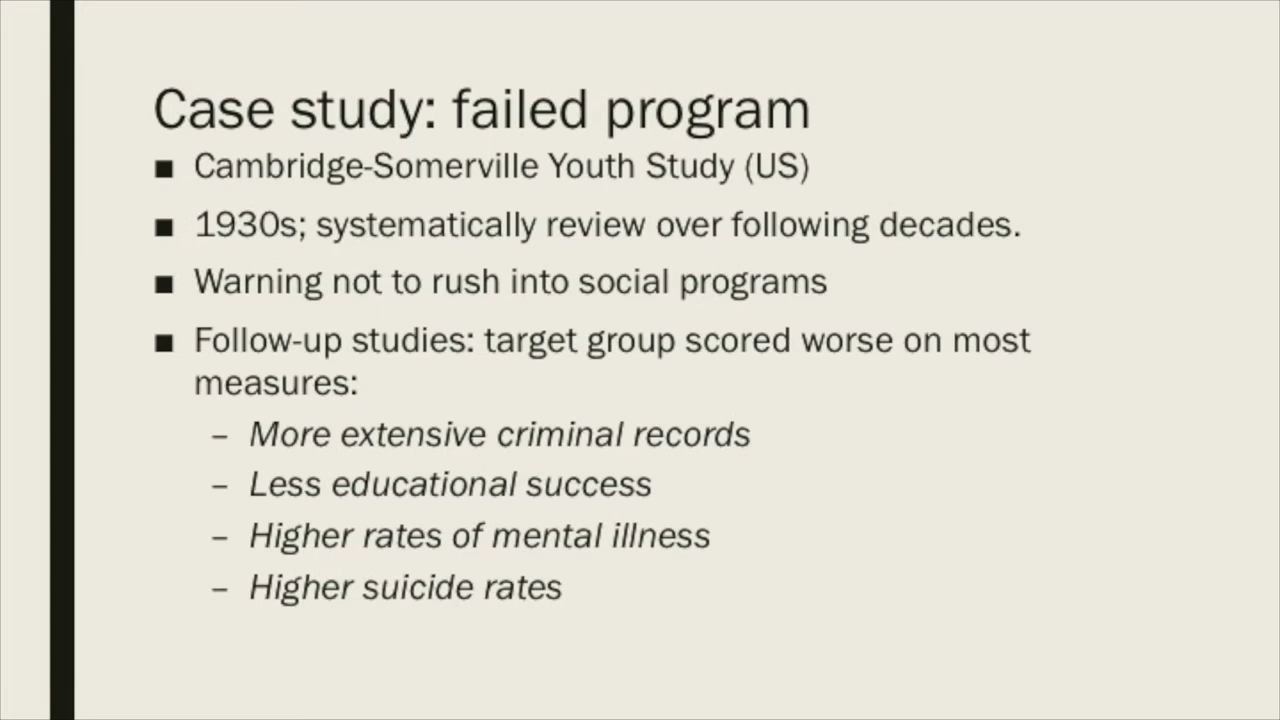 Case study: failed program
■ Cambridge-Somerville Youth Study (US)
■ 1930s; systematically review over following decades.
■ Warning not to rush into social programs
■ Follow-up studies: target group scored worse on most
measures:
– More extensive criminal records
– Less educational success
– Higher rates of mental illness
– Higher suicide rates